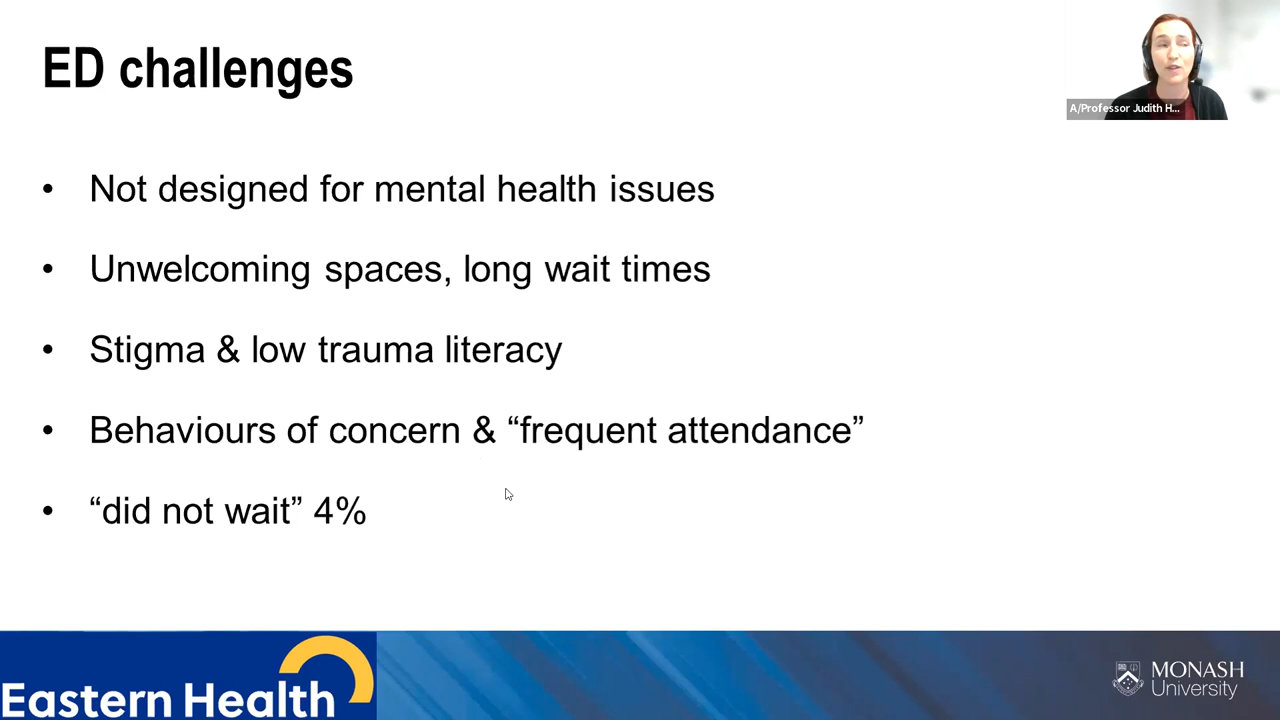 ED challenges
A/Professor Judith H...
• Not designed for mental health issues
• Unwelcoming spaces, long wait times
• Stigma & low trauma literacy
• Behaviours of concern & “frequent attendance”
• “did not wait” 4%
Eastern Health
MONASH
University